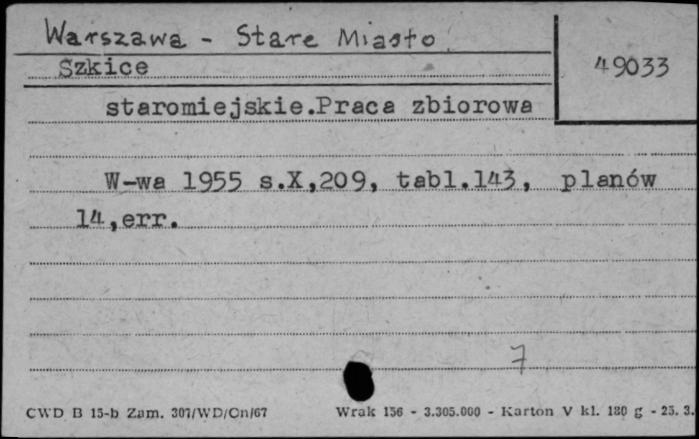 Warszawa - Stare Miasto
49033
Szkice
staromiejskie.Praca zbiorowa
W-wa 1955 s.X,209, tabl.143, planów
14,err.
7
CWD B 15-b Zam. 307/WD/Cn/67 Wrak 156 - 3.305.000 - Karton V kl. 180 g - 25. 3.